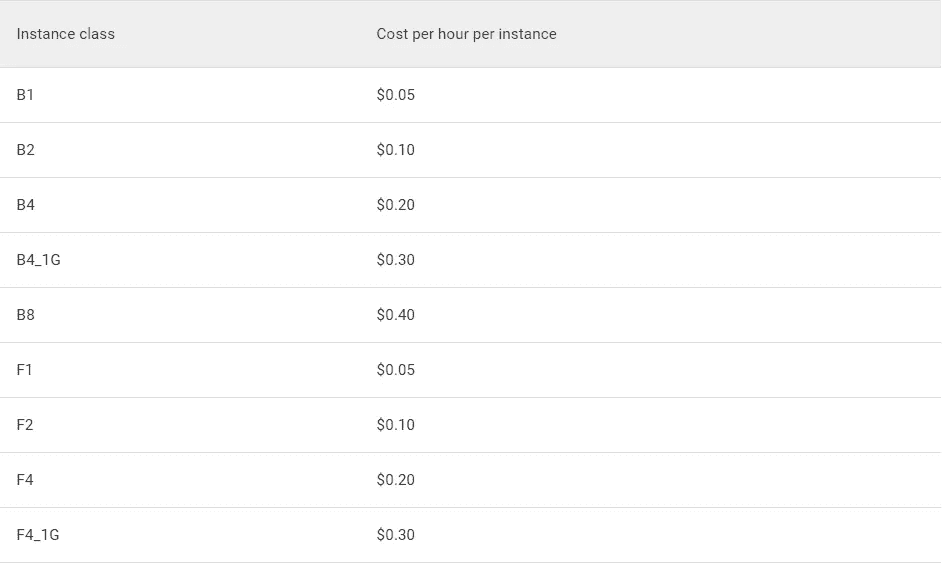 Instance class Cost per hour per instance
B1 $0.05
B2 $0.10
B4 $0.20
B4_1G $0.30
B8 $0.40
F1 $0.05
F2 $0.10
F4 $0.20
F4_1G $0.30